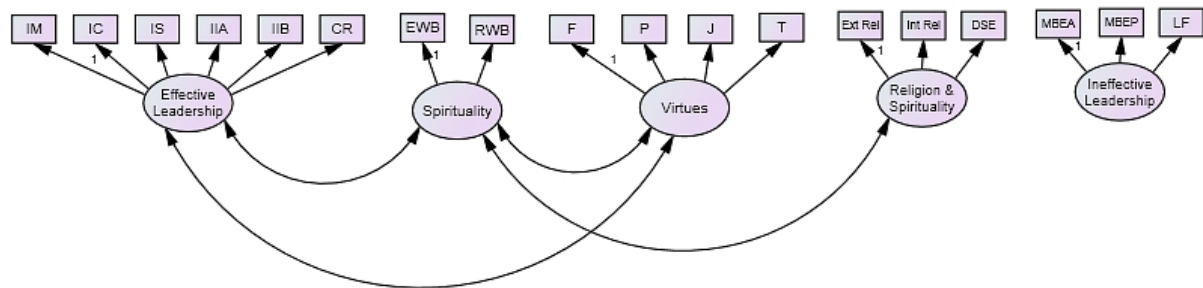 IM
IC
IS
IIA
IIB
CR
EWB
RWB
F
P
J
T
Ext Rel
Int Rel
DSE
MBEA
MBEP
LF
1
1
1
1
1
Effective
Leadership
Spirituality
Virtues
Religion &
Spirituality
Ineffective
Leadership